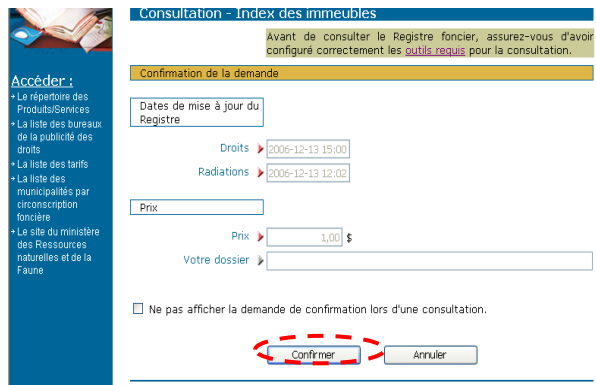 Consultation - Index des immeubles
Avant de consulter le Registre foncier, assurez-vous d'avoir
configuré correctement les outils requis pour la consultation.
Accéder :
Le répertoire des
Produits/Services
La liste des bureaux
de la publicité des
droits
La liste des tarifs
La liste des
municipalités par
circonscription
foncière
Le site du ministère
des Ressources
naturelles et de la
Faune
Confirmation de la demande
Dates de mise à jour du
Registre
Droits 2006-12-13 15:00
Radiations 2006-12-13 12:02
Prix
Prix 1,00 $
Votre dossier
Ne pas afficher la demande de confirmation lors d'une consultation.
Confirmer Annuler